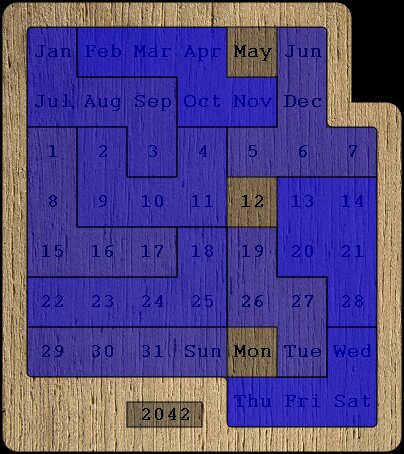 Jan Feb Mar Apr May Jun
Jul Aug Sep Oct Nov Dec
1 2 3 4 5 6 7
8 9 10 11 12 13 14
15 16 17 18 19 20 21
22 23 24 25 26 27 28
29 30 31 Sun Mon Tue Wed
Thu Fri Sat
2042